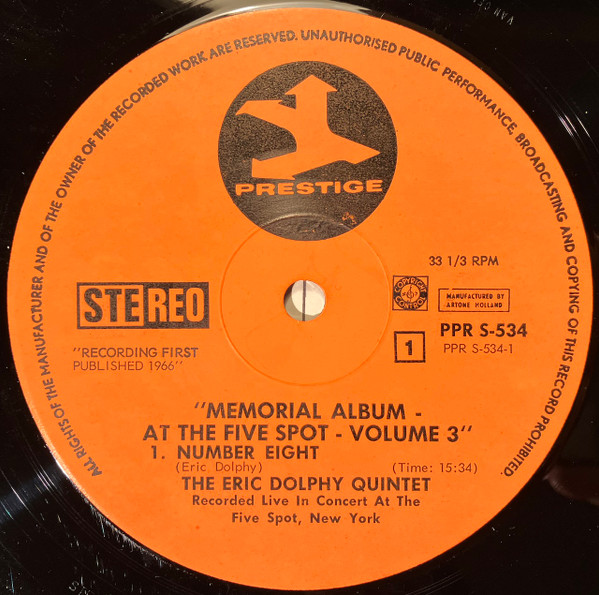 ALL RIGHTS OF THE MANUFACTURER AND OF THE OWNER OF THE RECORDED WORK ARE RESERVED. UNAUTHORISED PUBLIC PERFORMANCE, BROADCASTING AND COPYING OF THIS RECORD PROHIBITED.
PRESTIGE
33 1/3 RPM
STEREO
COPYRIGHT
CONTROL
MANUFACTURED BY
ARTONE HOLLAND
"RECORDING FIRST
PUBLISHED 1966"
1
PPR S-534
PPR S-534-1
"MEMORIAL ALBUM -
AT THE FIVE SPOT - VOLUME 3"
1. NUMBER EIGHT
(Eric Dolphy) (Time: 15:34)
THE ERIC DOLPHY QUINTET
Recorded Live In Concert At The
Five Spot, New York